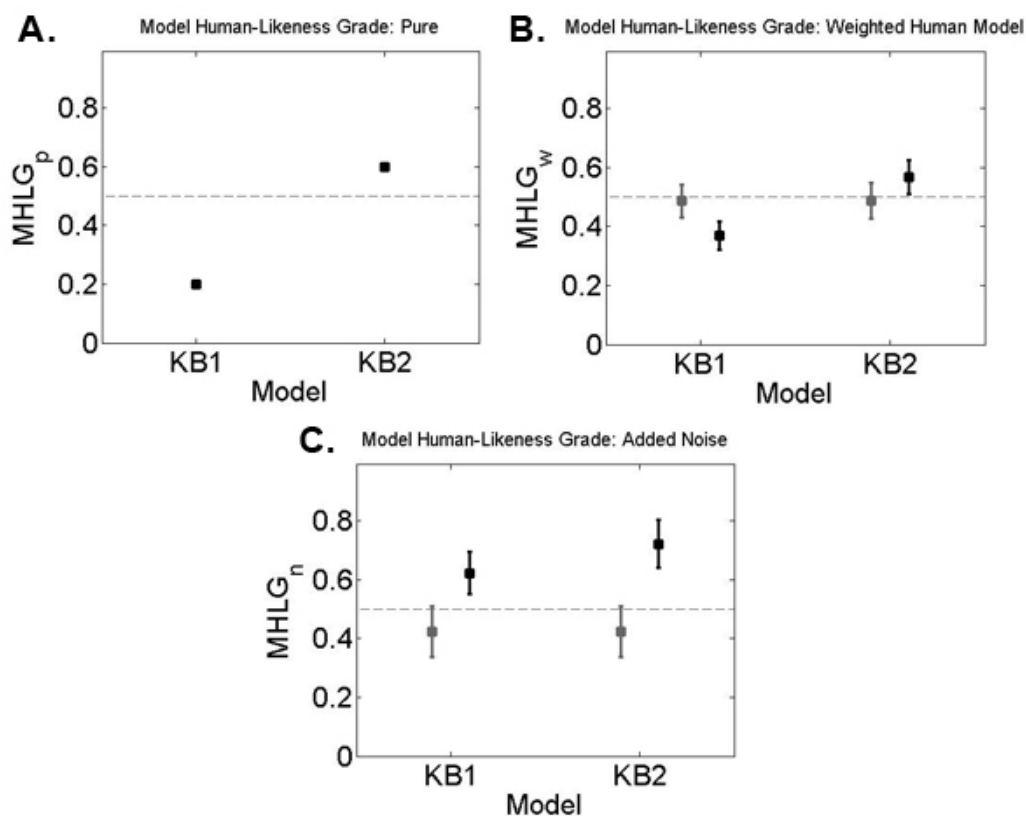 A. Model Human-Likeness Grade: Pure
0.8
0.6
0.4
0.2
0
MHLGp
KB1 KB2
Model
B. Model Human-Likeness Grade: Weighted Human Model
0.8
0.6
0.4
0.2
0
MHLGw
KB1 KB2
Model
C. Model Human-Likeness Grade: Added Noise
0.8
0.6
0.4
0.2
0
MHLGn
KB1 KB2
Model